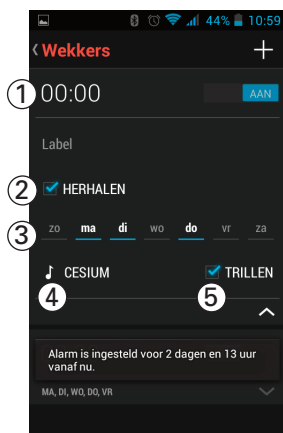 44% 10:59
Wekkers
1 00:00 AAN
Label
2 HERHALEN
3 zo ma di wo do vr za
CESIUM TRILLEN
4 5
Alarm is ingesteld voor 2 dagen en 13 uur
vanaf nu.
MA, DI, WO, DO, VR